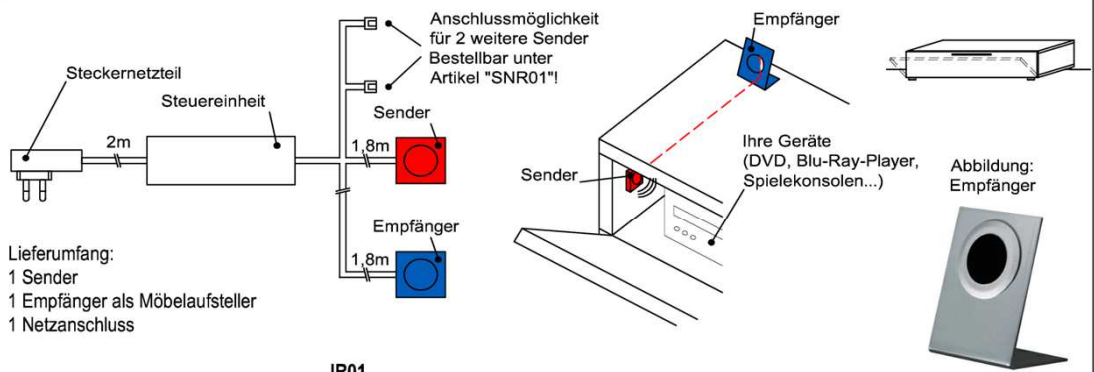 Anschlussmöglichkeit
für 2 weitere Sender
Bestellbar unter
Artikel "SNR01"!
Empfänger
Steckernetzteil
Steuereinheit
2m
Sender
1,8m
Empfänger
1,8m
Sender
Ihre Geräte
(DVD, Blu-Ray-Player,
Spielekonsolen...)
Abbildung:
Empfänger
Lieferumfang:
1 Sender
1 Empfänger als Möbelaufsteller
1 Netzanschluss
IR01